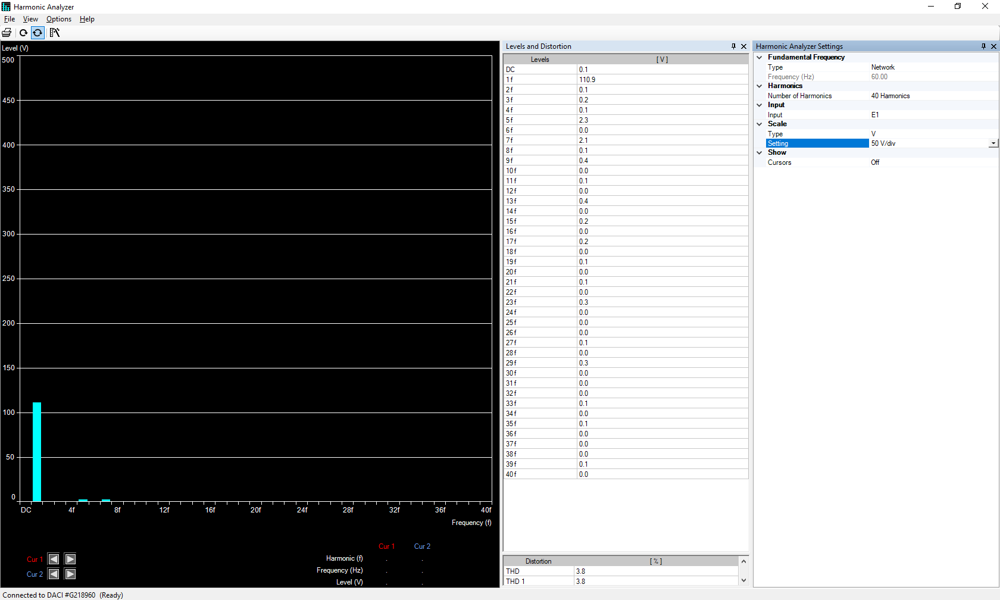 Harmonic Analyzer
File View Options Help
Level (V)
500
450
400
350
300
250
200
150
100
50
0
DC 4f 8f 12f 16f 20f 24f 28f 32f 36f 40f
Frequency (f)
Cur 1 Cur 2
Cur 1
Cur 2
Harmonic (f) . .
Frequency (Hz) . .
Level (V) . .
Levels and Distortion
Levels [ V ]
DC 0.1
1f 110.9
2f 0.1
3f 0.2
4f 0.1
5f 2.3
6f 0.0
7f 2.1
8f 0.1
9f 0.4
10f 0.0
11f 0.1
12f 0.0
13f 0.4
14f 0.0
15f 0.2
16f 0.0
17f 0.2
18f 0.0
19f 0.1
20f 0.0
21f 0.1
22f 0.0
23f 0.3
24f 0.0
25f 0.0
26f 0.0
27f 0.1
28f 0.0
29f 0.3
30f 0.0
31f 0.0
32f 0.0
33f 0.1
34f 0.0
35f 0.1
36f 0.0
37f 0.0
38f 0.0
39f 0.1
40f 0.0
Distortion [ % ]
THD 3.8
THD 1 3.8
Harmonic Analyzer Settings
Fundamental Frequency
Type Network
Frequency (Hz) 60.00
Harmonics
Number of Harmonics 40 Harmonics
Input
Input E1
Scale
Type V
Setting 50 V/div
Show
Cursors Off
Connected to DACI #G218960 (Ready)